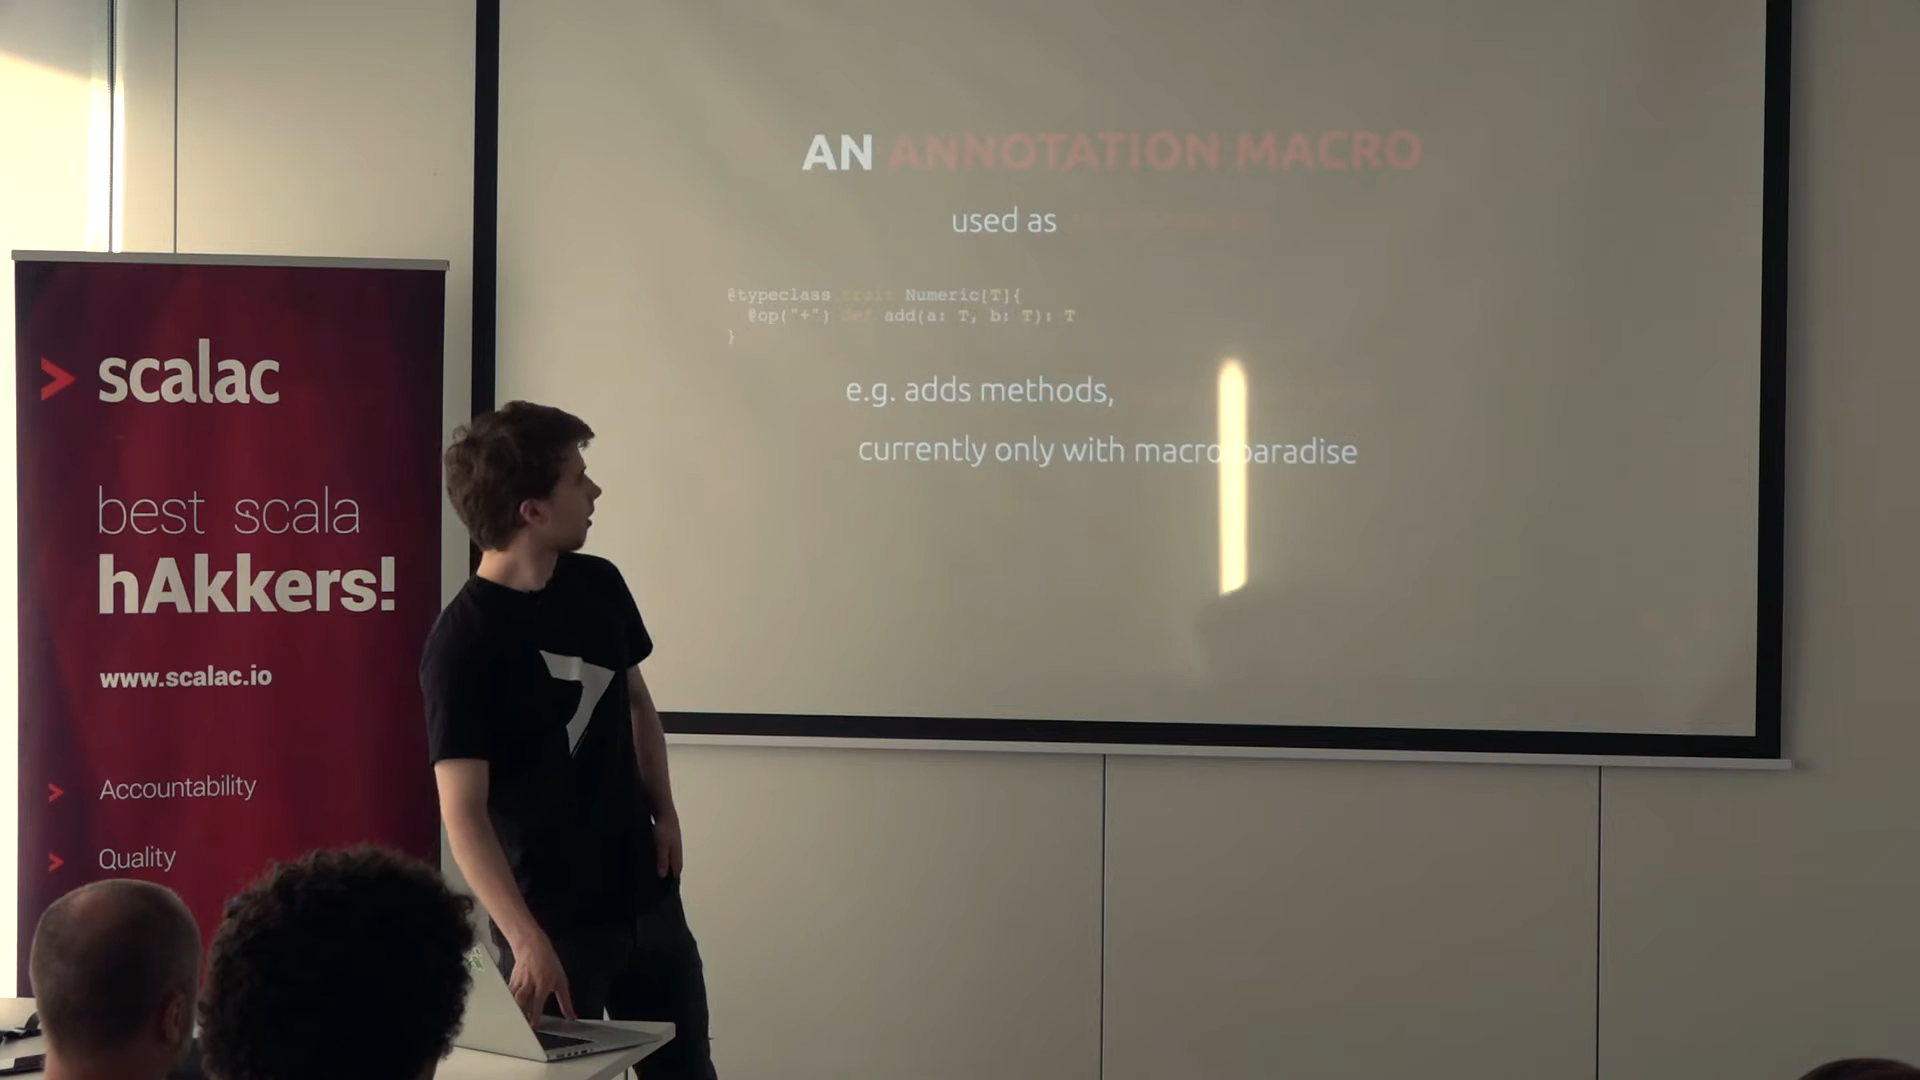 AN ANNOTATION MACRO
used as
@typeclass trait Numeric[T]{
@op("+") def add(a: T, b: T): T
}
e.g. adds methods,
currently only with macro paradise
> scalac
best scala
hAkkers!
www.scalac.io
> Accountability
> Quality